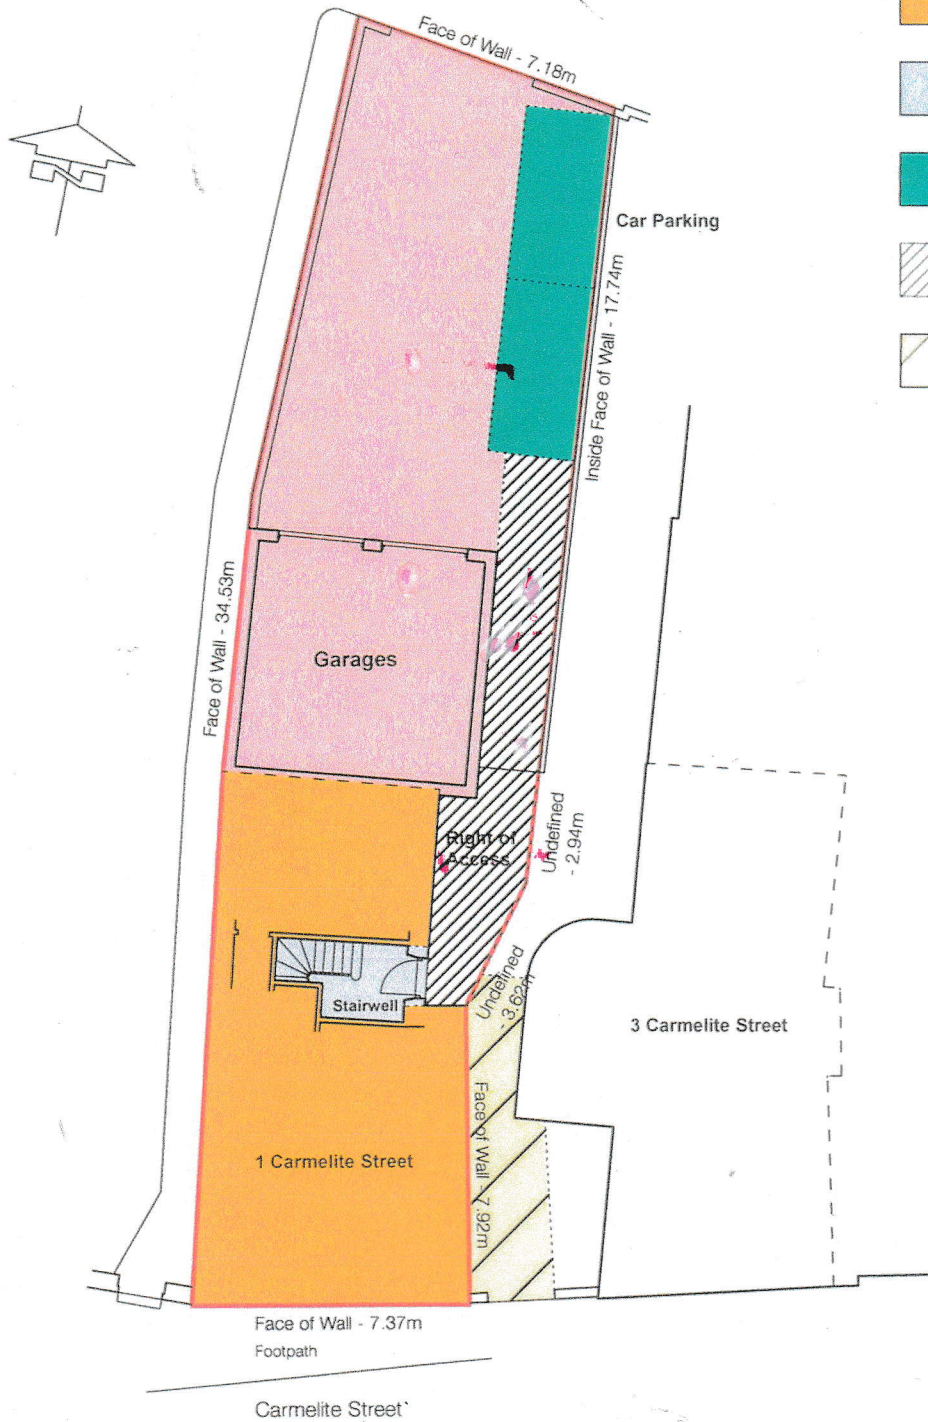 Face of Wall - 7.18m
Car Parking
Inside Face of Wall - 17.74m
Face of Wall - 34.53m
Garages
Undefined
- 2.94m
Right of
Access
Undefined
- 3.62m
Stairwell
3 Carmelite Street
Face of Wall - 7.92m
1 Carmelite Street
Face of Wall - 7.37m
Footpath
Carmelite Street